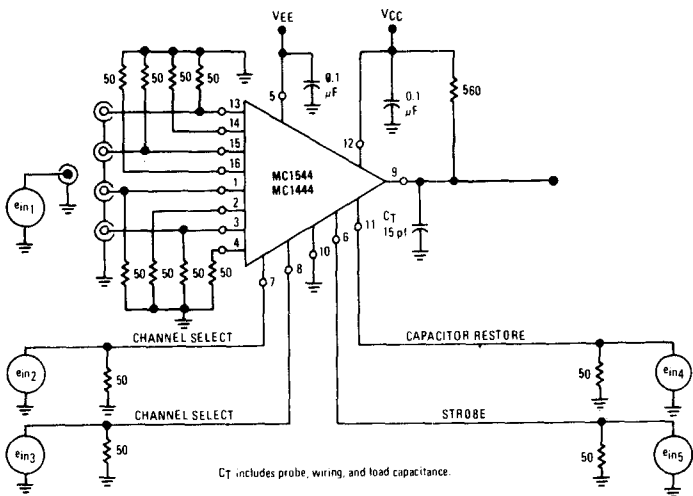 VEE
VCC
50
50
50
50
0.1
µF
0.1
µF
560
5
12
13
14
15
16
1
2
3
4
MC1544
MC1444
9
CT
15 pf
11
6
10
8
7
ein1
50
50
50
50
CHANNEL SELECT
CAPACITOR RESTORE
ein2
50
50
ein4
CHANNEL SELECT
STROBE
ein3
50
50
ein5
CT includes probe, wiring, and load capacitance.